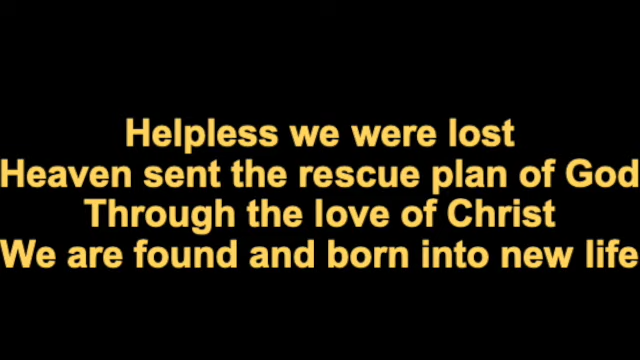 Helpless we were lost
Heaven sent the rescue plan of God
Through the love of Christ
We are found and born into new life